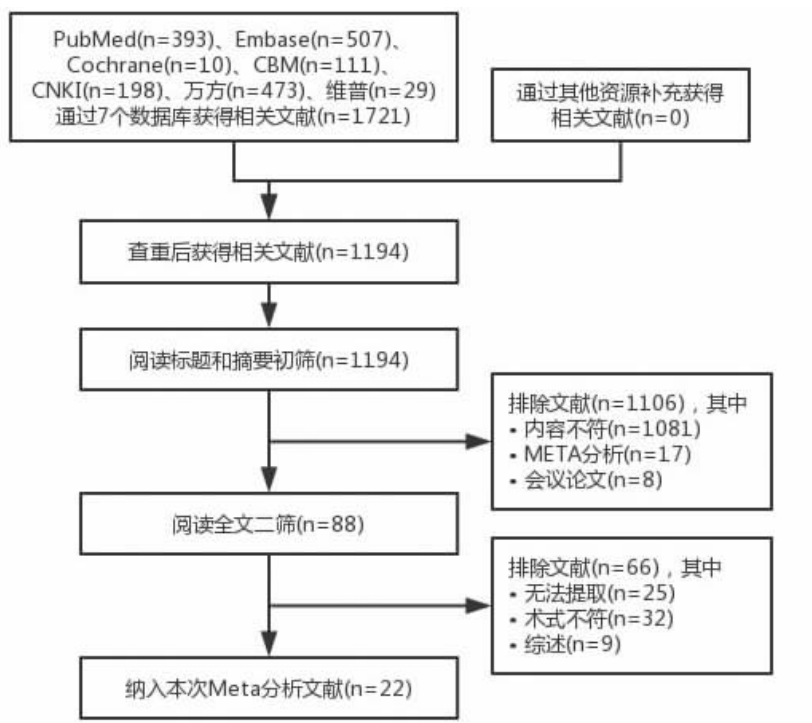 PubMed(n=393)、Embase(n=507)、
Cochrane(n=10)、CBM(n=111)、
CNKI(n=198)、万方(n=473)、维普(n=29)
通过7个数据库获得相关文献(n=1721)
通过其他资源补充获得
相关文献(n=0)
查重后获得相关文献(n=1194)
阅读标题和摘要初筛(n=1194)
排除文献(n=1106)，其中
• 内容不符(n=1081)
• META分析(n=17)
• 会议论文(n=8)
阅读全文二筛(n=88)
排除文献(n=66)，其中
• 无法提取(n=25)
• 术式不符(n=32)
• 综述(n=9)
纳入本次Meta分析文献(n=22)